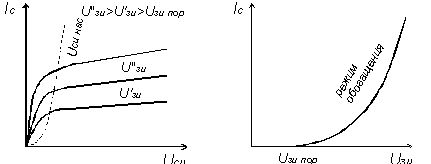 Iс
U"зи>U'зи>Uзи пор
Uси нас
U"зи
U'зи
Uси
Iс
режим
обогащения
Uзи пор
Uзи